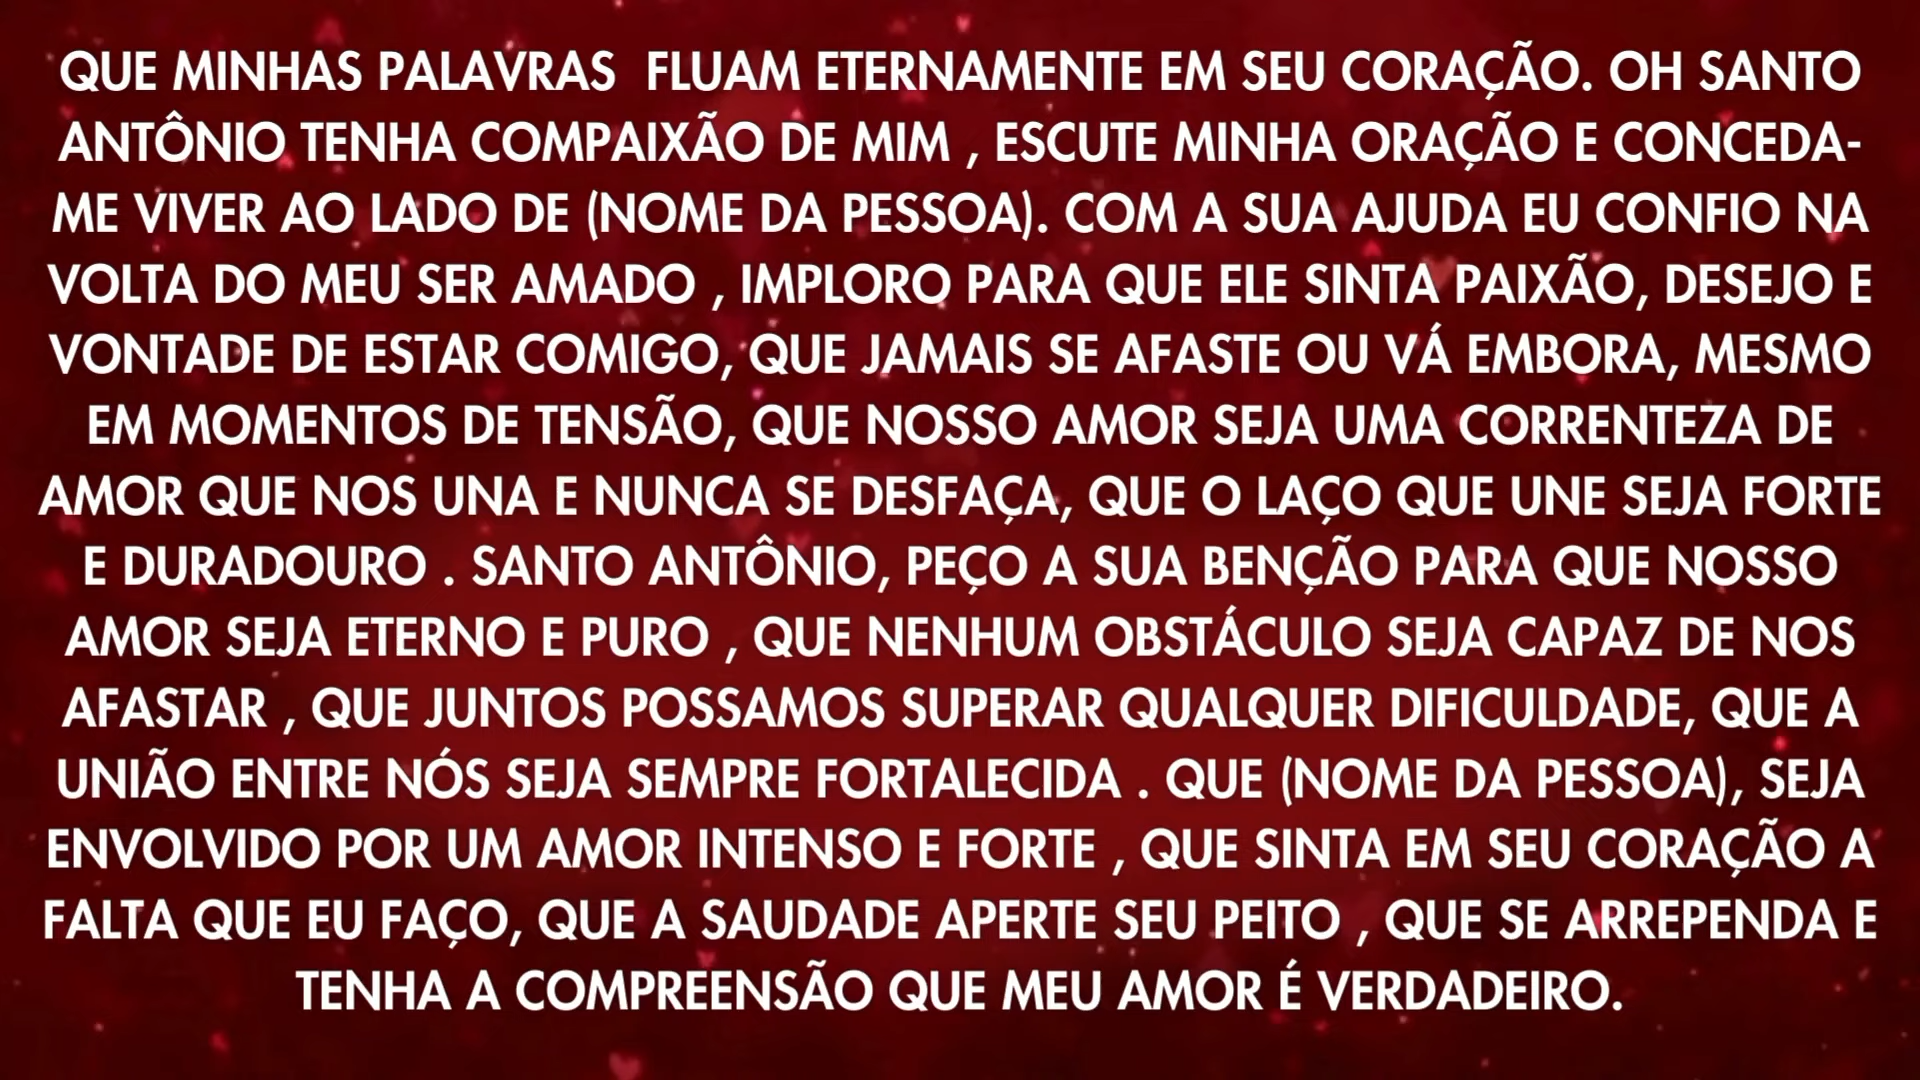 QUE MINHAS PALAVRAS  FLUAM ETERNAMENTE EM SEU CORAÇÃO. OH SANTO
ANTÔNIO TENHA COMPAIXÃO DE MIM , ESCUTE MINHA ORAÇÃO E CONCEDA-
ME VIVER AO LADO DE (NOME DA PESSOA). COM A SUA AJUDA EU CONFIO NA
VOLTA DO MEU SER AMADO , IMPLORO PARA QUE ELE SINTA PAIXÃO, DESEJO E
VONTADE DE ESTAR COMIGO, QUE JAMAIS SE AFASTE OU VÁ EMBORA, MESMO
EM MOMENTOS DE TENSÃO, QUE NOSSO AMOR SEJA UMA CORRENTEZA DE
AMOR QUE NOS UNA E NUNCA SE DESFAÇA, QUE O LAÇO QUE UNE SEJA FORTE
E DURADOURO . SANTO ANTÔNIO, PEÇO A SUA BENÇÃO PARA QUE NOSSO
AMOR SEJA ETERNO E PURO , QUE NENHUM OBSTÁCULO SEJA CAPAZ DE NOS
AFASTAR , QUE JUNTOS POSSAMOS SUPERAR QUALQUER DIFICULDADE, QUE A
UNIÃO ENTRE NÓS SEJA SEMPRE FORTALECIDA . QUE (NOME DA PESSOA), SEJA
ENVOLVIDO POR UM AMOR INTENSO E FORTE , QUE SINTA EM SEU CORAÇÃO A
FALTA QUE EU FAÇO, QUE A SAUDADE APERTE SEU PEITO , QUE SE ARREPENDA E
TENHA A COMPREENSÃO QUE MEU AMOR É VERDADEIRO.